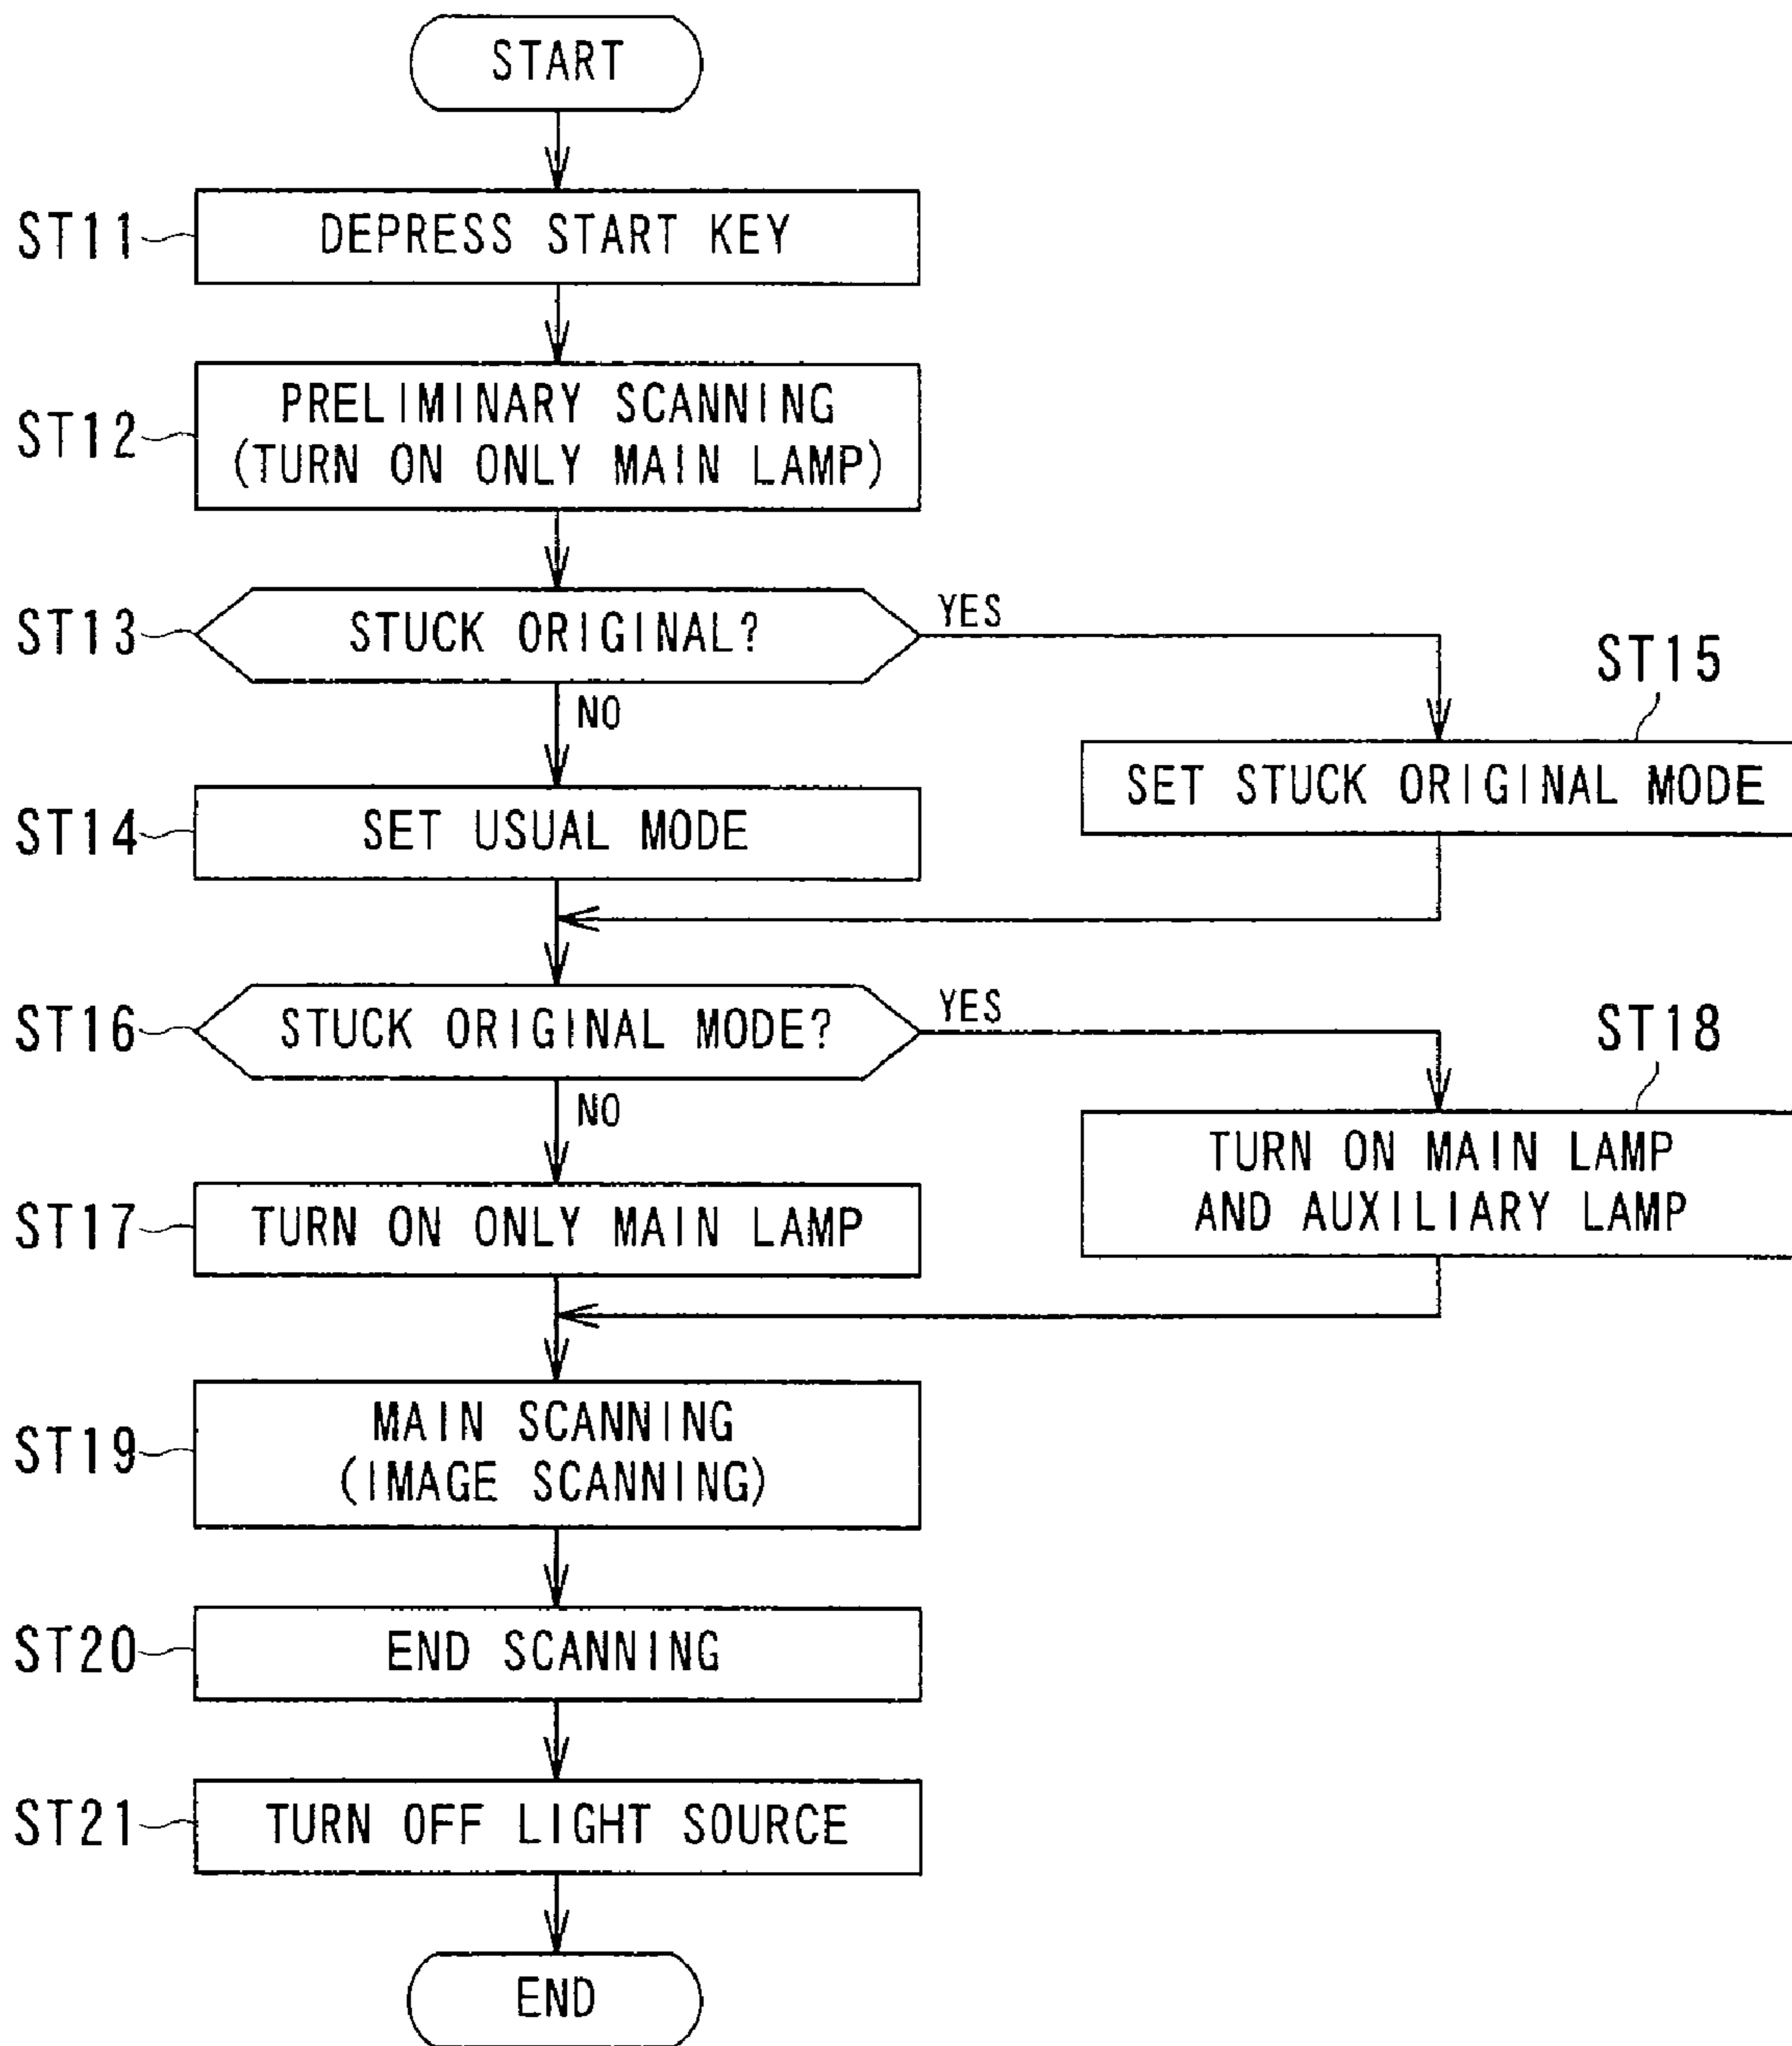 START
ST11
DEPRESS START KEY
ST12
PRELIMINARY SCANNING
(TURN ON ONLY MAIN LAMP)
ST13
STUCK ORIGINAL?
YES
NO
ST15
SET STUCK ORIGINAL MODE
ST14
SET USUAL MODE
ST16
STUCK ORIGINAL MODE?
YES
NO
ST18
TURN ON MAIN LAMP
AND AUXILIARY LAMP
ST17
TURN ON ONLY MAIN LAMP
ST19
MAIN SCANNING
(IMAGE SCANNING)
ST20
END SCANNING
ST21
TURN OFF LIGHT SOURCE
END